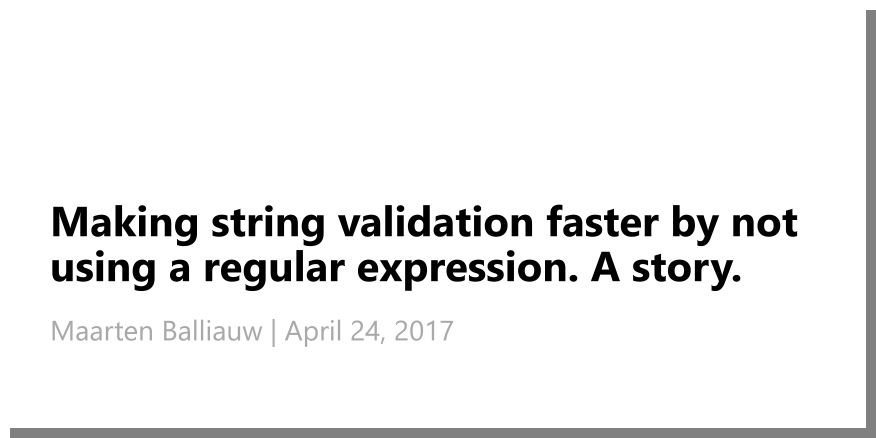 Making string validation faster by not
using a regular expression. A story.
Maarten Balliauw | April 24, 2017